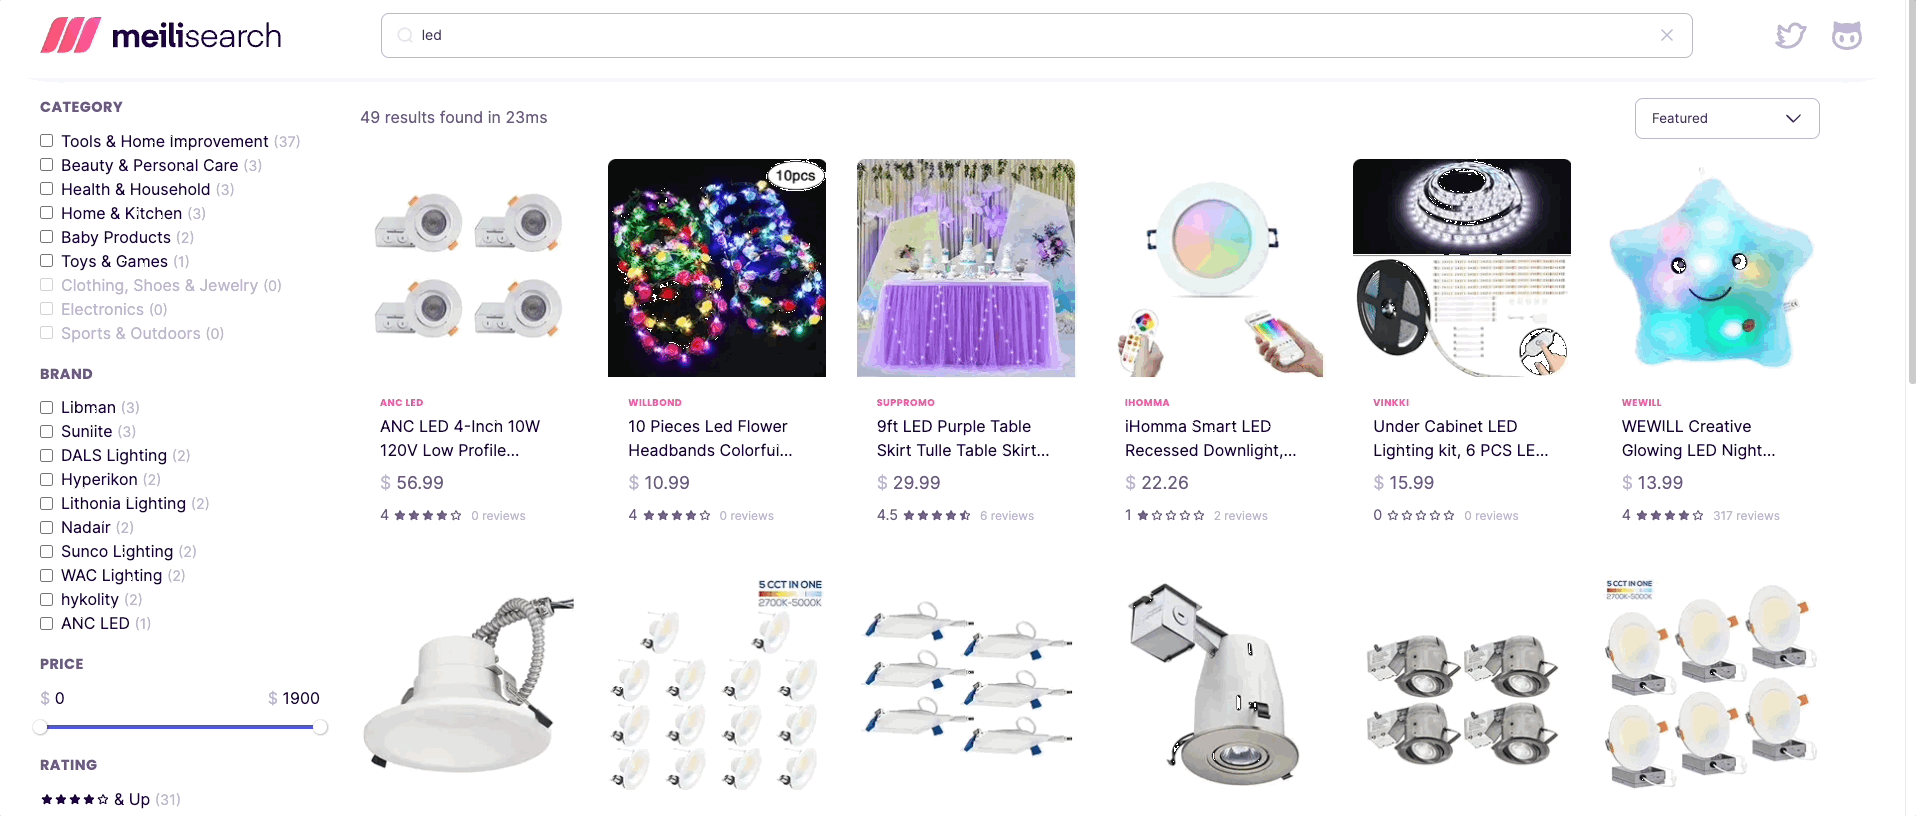 meilisearch
led
CATEGORY
Tools & Home Improvement (37)
Beauty & Personal Care (3)
Health & Household (3)
Home & Kitchen (3)
Baby Products (2)
Toys & Games (1)
Clothing, Shoes & Jewelry (0)
Electronics (0)
Sports & Outdoors (0)
BRAND
Libman (3)
Sunlite (3)
DALS Lighting (2)
Hyperikon (2)
Lithonia Lighting (2)
Nadair (2)
Sunco Lighting (2)
WAC Lighting (2)
hykolity (2)
ANC LED (1)
PRICE
$ 0
$ 1900
RATING
& Up (31)
49 results found in 23ms
Featured
ANC LED
ANC LED 4-Inch 10W
120V Low Profile...
$ 56.99
4 0 reviews
10pcs
WILLBOND
10 Pieces Led Flower
Headbands Colorful...
$ 10.99
4 0 reviews
SUPPROMO
9ft LED Purple Table
Skirt Tulle Table Skirt...
$ 29.99
4.5 6 reviews
IHOMMA
iHomma Smart LED
Recessed Downlight,...
$ 22.26
1 2 reviews
VINKKI
Under Cabinet LED
Lighting kit, 6 PCS LE...
$ 15.99
0 0 reviews
WEWILL
WEWILL Creative
Glowing LED Night...
$ 13.99
4 317 reviews
5 CCT IN ONE
2700K-5000K
5 CCT IN ONE
2700K-5000K